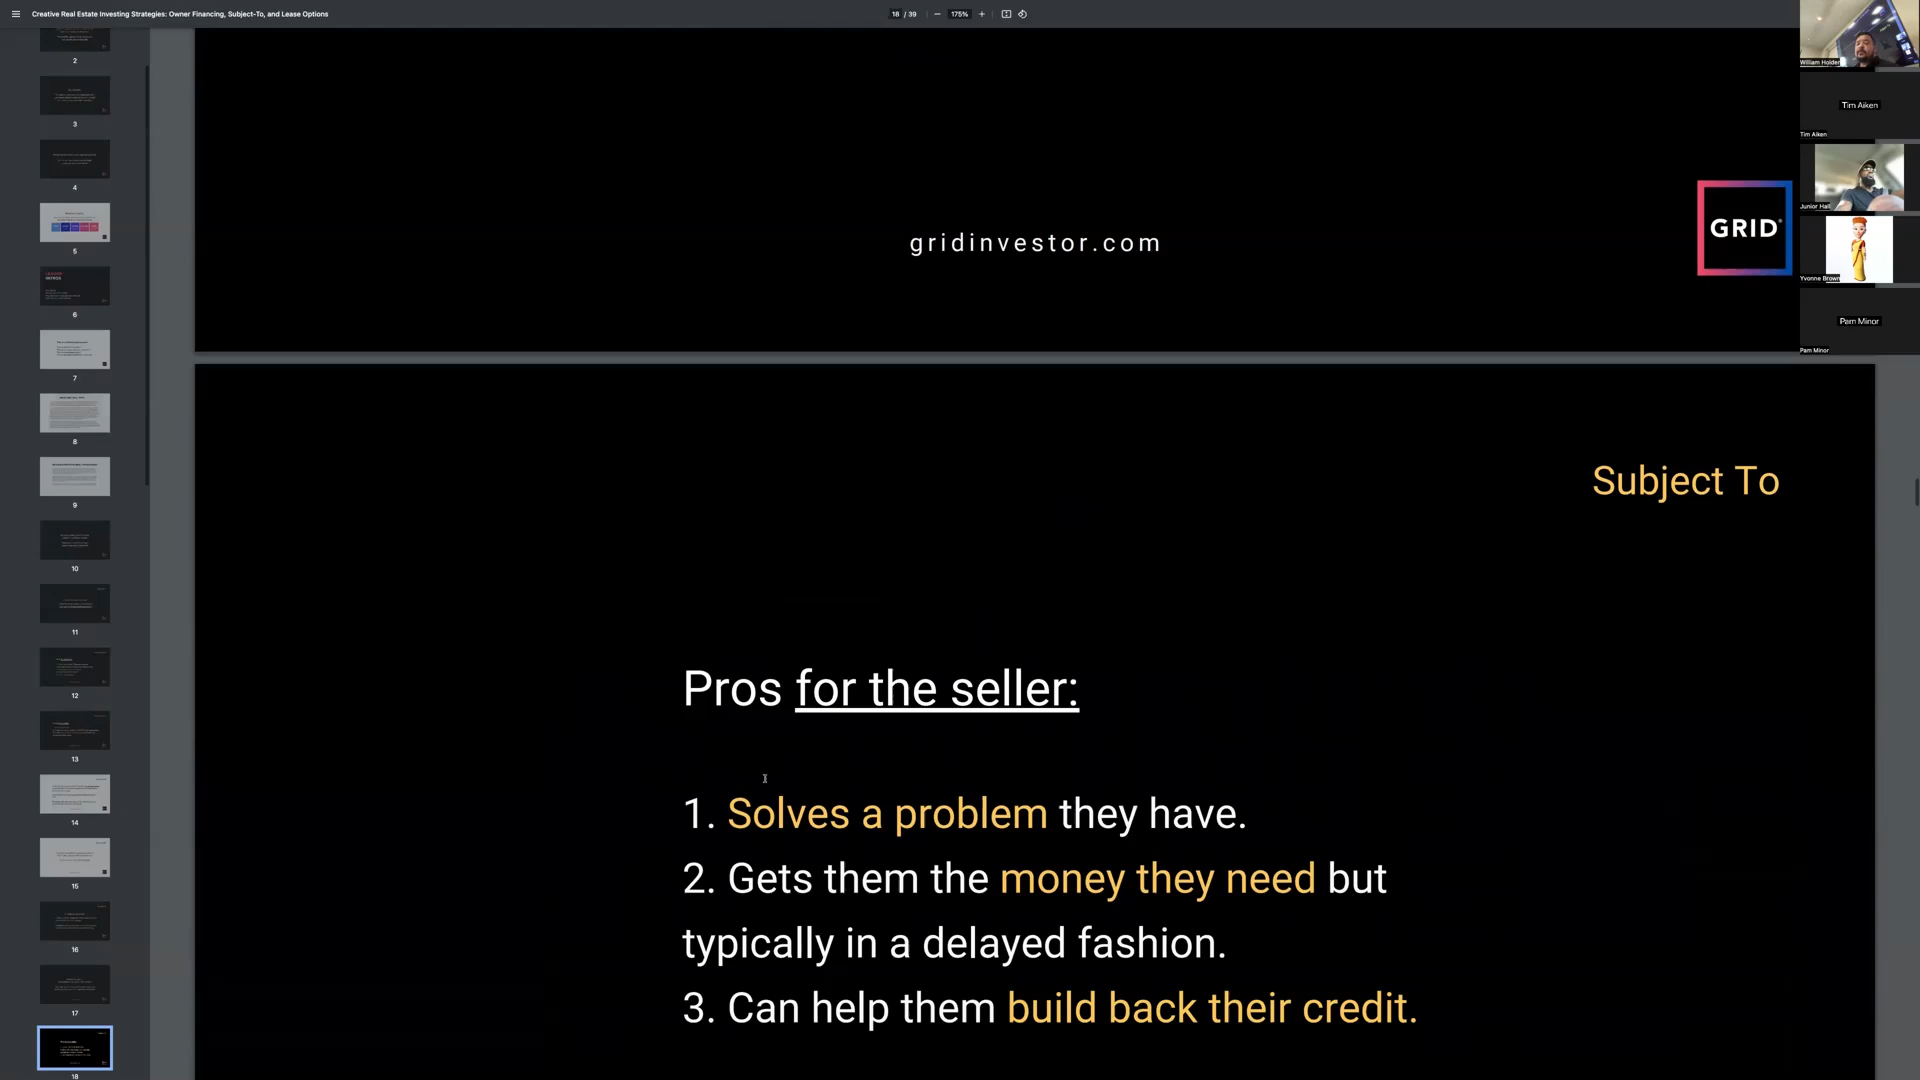 Creative Real Estate Investing Strategies: Owner Financing, Subject-To, and Lease Options
18 / 39
175%
2
3
4
5
6
7
8
9
10
11
12
13
14
15
16
17
18
gridinvestor.com
GRID
Subject To
Pros for the seller:
1. Solves a problem they have.
2. Gets them the money they need but
typically in a delayed fashion.
3. Can help them build back their credit.
William Holder
Tim Aiken
Tim Aiken
Junior Hall
Yvonne Brown
Pam Minor
Pam Minor